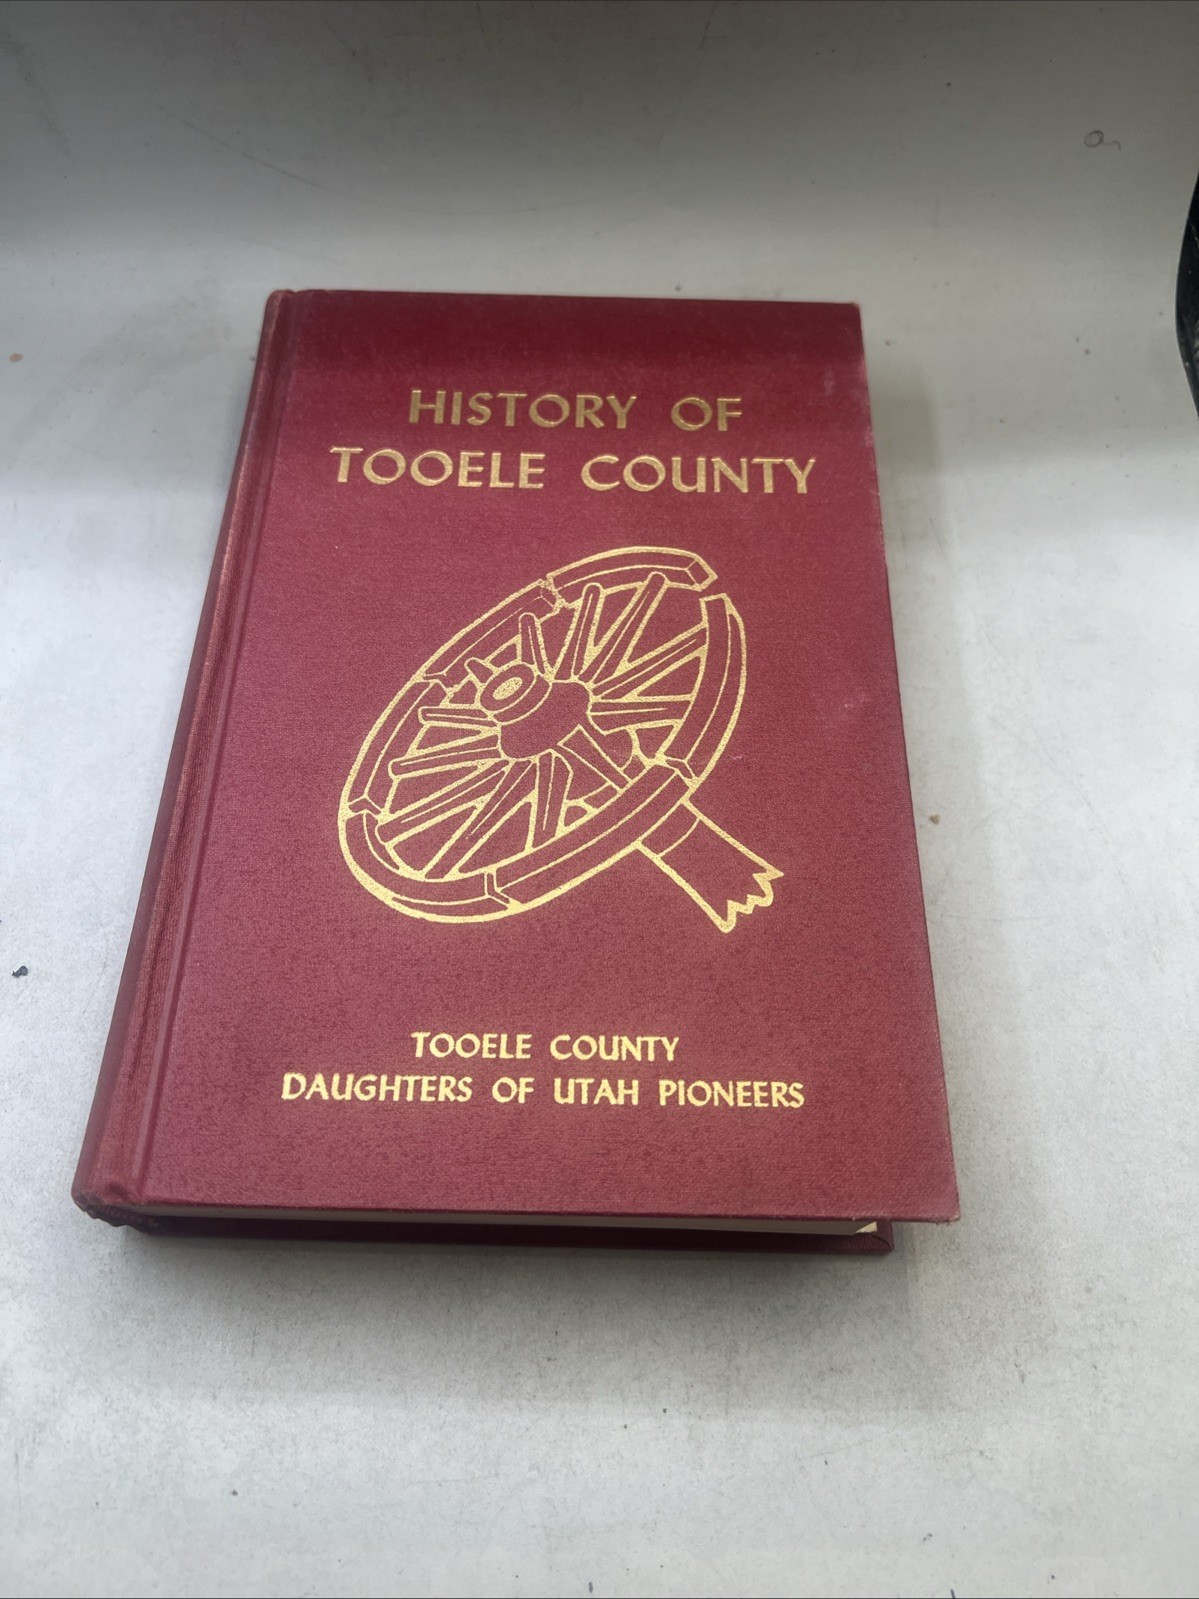 HISTORY OF
TOOELE COUNTY
TOOELE COUNTY
DAUGHTERS OF UTAH PIONEERS